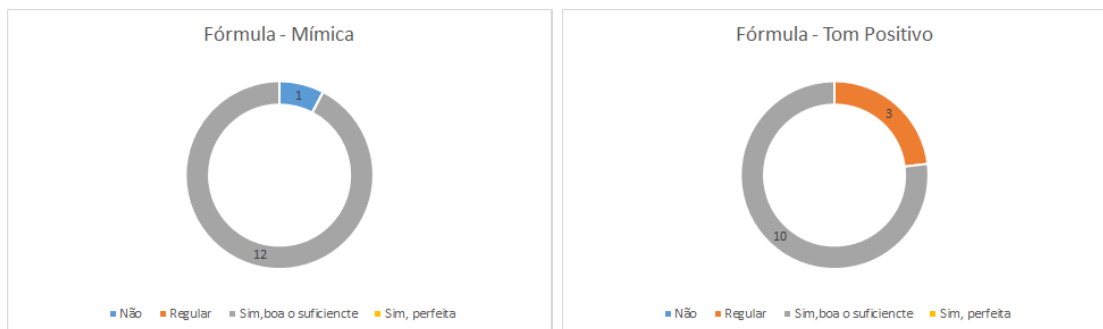 Fórmula - Mímica
1
12
Não Regular Sim,boa o suficiencte Sim, perfeita
Fórmula - Tom Positivo
3
10
Não Regular Sim,boa o suficiencte Sim, perfeita